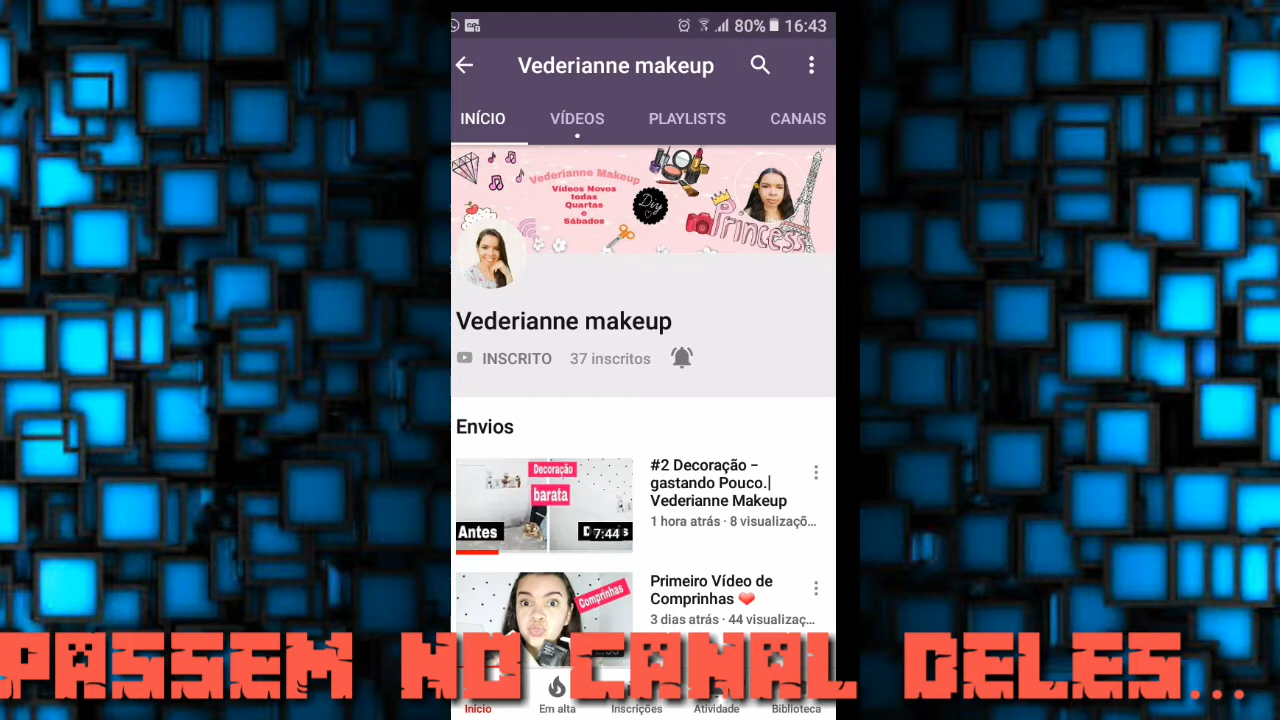 80% 16:43
Vederianne makeup
INÍCIO VÍDEOS PLAYLISTS CANAIS
Vederianne Makeup
Vídeos Novos
todas
Quartas
e
Sábados
Diy
Princess
Vederianne makeup
INSCRITO 37 inscritos
Envios
Decoração
barata
Antes
7:44
#2 Decoração -
gastando Pouco.|
Vederianne Makeup
1 hora atrás · 8 visualizaçõ...
Comprinhas
Primeiro Vídeo de
Comprinhas ❤
3 dias atrás · 44 visualizaç...
PASSEM NO CANAL DELES...
Início Em alta Inscrições Atividade Biblioteca